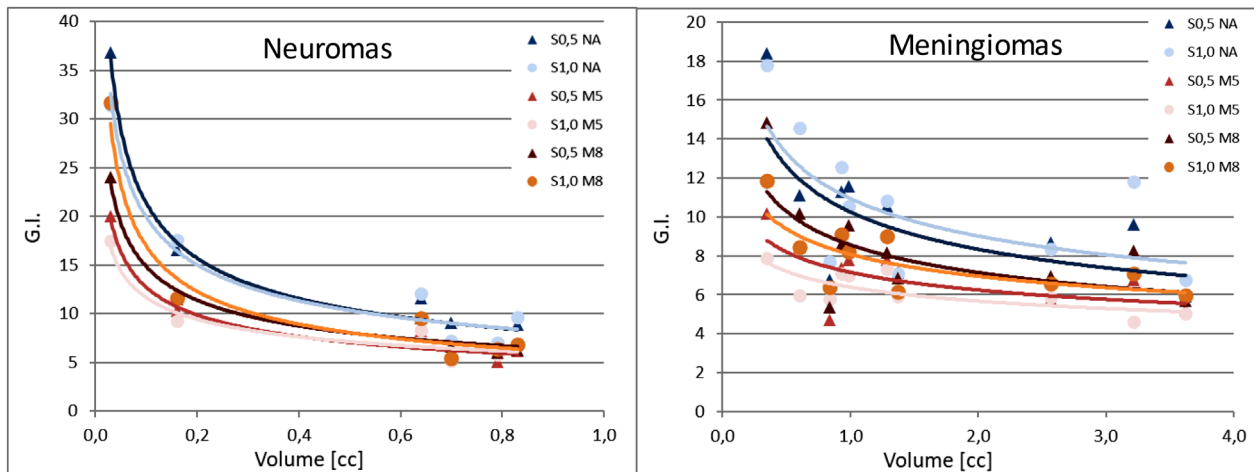 Neuromas
40
35
30
25
20
15
10
5
0
G.I.
0,0 0,2 0,4 0,6 0,8 1,0
Volume [cc]
S0,5 NA
S1,0 NA
S0,5 M5
S1,0 M5
S0,5 M8
S1,0 M8
Meningiomas
20
18
16
14
12
10
8
6
4
2
0
G.I.
0,0 1,0 2,0 3,0 4,0
Volume [cc]
S0,5 NA
S1,0 NA
S0,5 M5
S1,0 M5
S0,5 M8
S1,0 M8